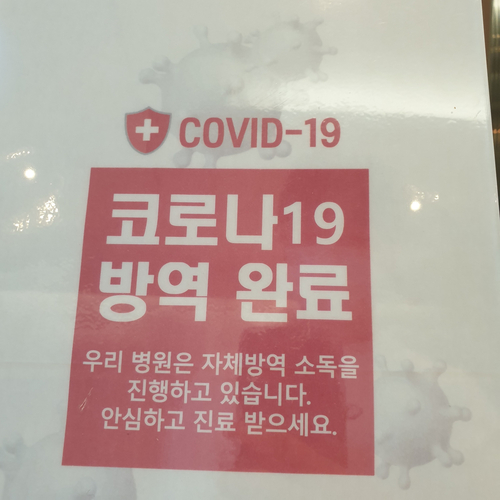 COVID-19
코로나19
방역 완료
우리 병원은 자체방역 소독을
진행하고 있습니다.
안심하고 진료 받으세요.